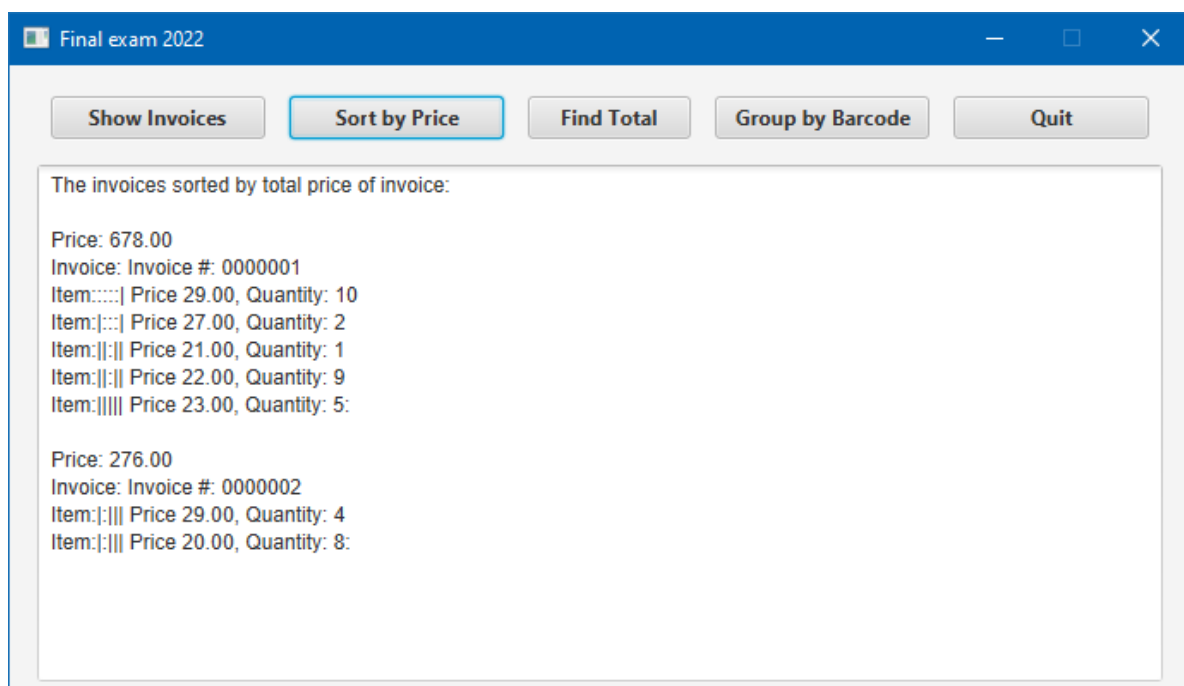 Final exam 2022
Show Invoices Sort by Price Find Total Group by Barcode Quit
The invoices sorted by total price of invoice:
Price: 678.00
Invoice: Invoice #: 0000001
Item:::::| Price 29.00, Quantity: 10
Item:|:::| Price 27.00, Quantity: 2
Item:||:|| Price 21.00, Quantity: 1
Item:||:|| Price 22.00, Quantity: 9
Item:||||| Price 23.00, Quantity: 5:
Price: 276.00
Invoice: Invoice #: 0000002
Item:|:||| Price 29.00, Quantity: 4
Item:|:||| Price 20.00, Quantity: 8: